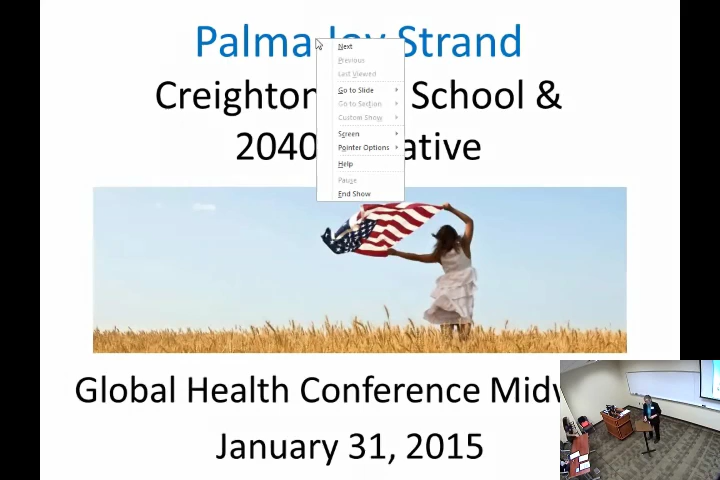 Palma Joy Strand
Creighton School &
2040 ative
Next
Previous
Last Viewed
Go to Slide
Go to Section
Custom Show
Screen
Pointer Options
Help
Pause
End Show
Global Health Conference Midw
January 31, 2015